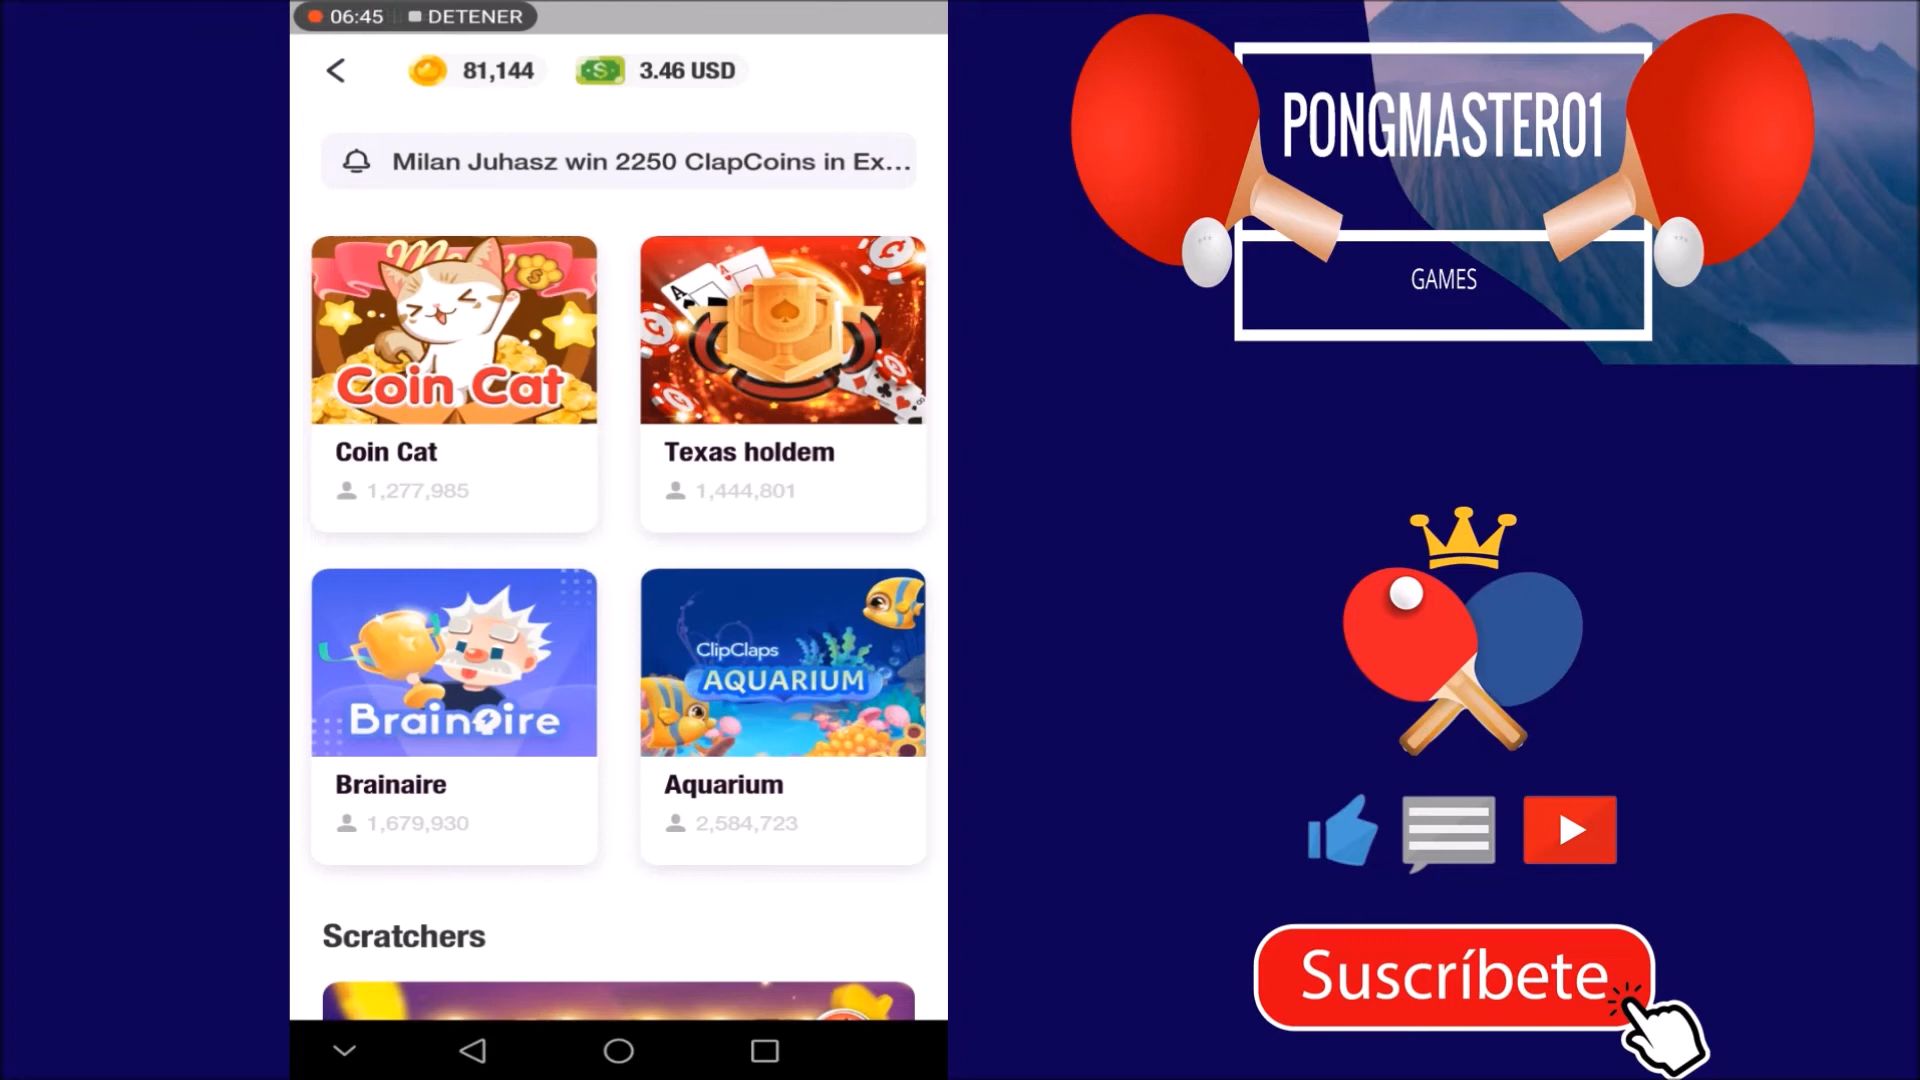 06:45 DETENER
81,144 3.46 USD
Milan Juhasz win 2250 ClapCoins in Ex...
Coin Cat
Coin Cat
1,277,985
Texas holdem
1,444,801
Brainaire
Brainaire
1,679,930
ClipClaps
AQUARIUM
Aquarium
2,584,723
Scratchers
PONGMASTER01
GAMES
Suscríbete